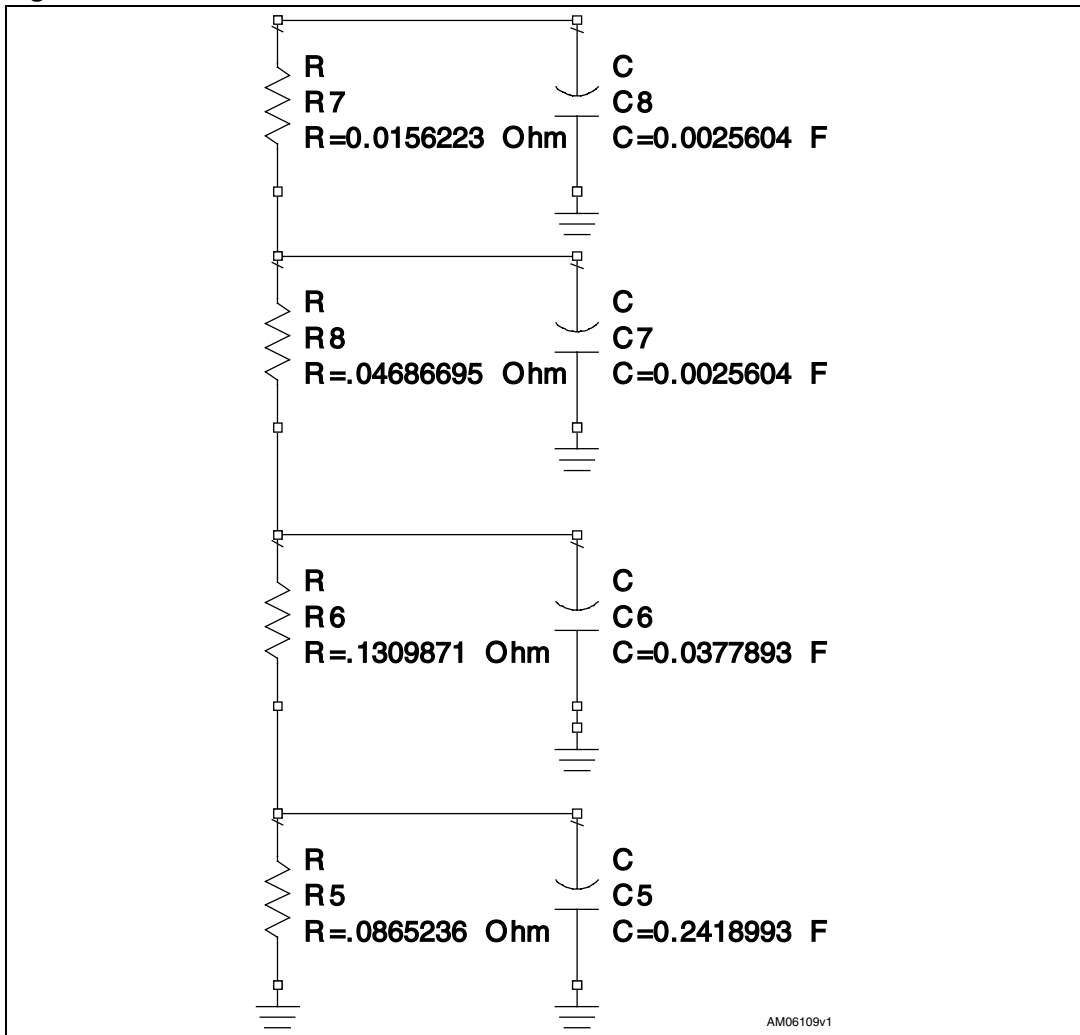 R
R7
R=0.0156223 Ohm
C
C8
C=0.0025604 F
R
R8
R=.04686695 Ohm
C
C7
C=0.0025604 F
R
R6
R=.1309871 Ohm
C
C6
C=0.0377893 F
R
R5
R=.0865236 Ohm
C
C5
C=0.2418993 F
AM06109v1